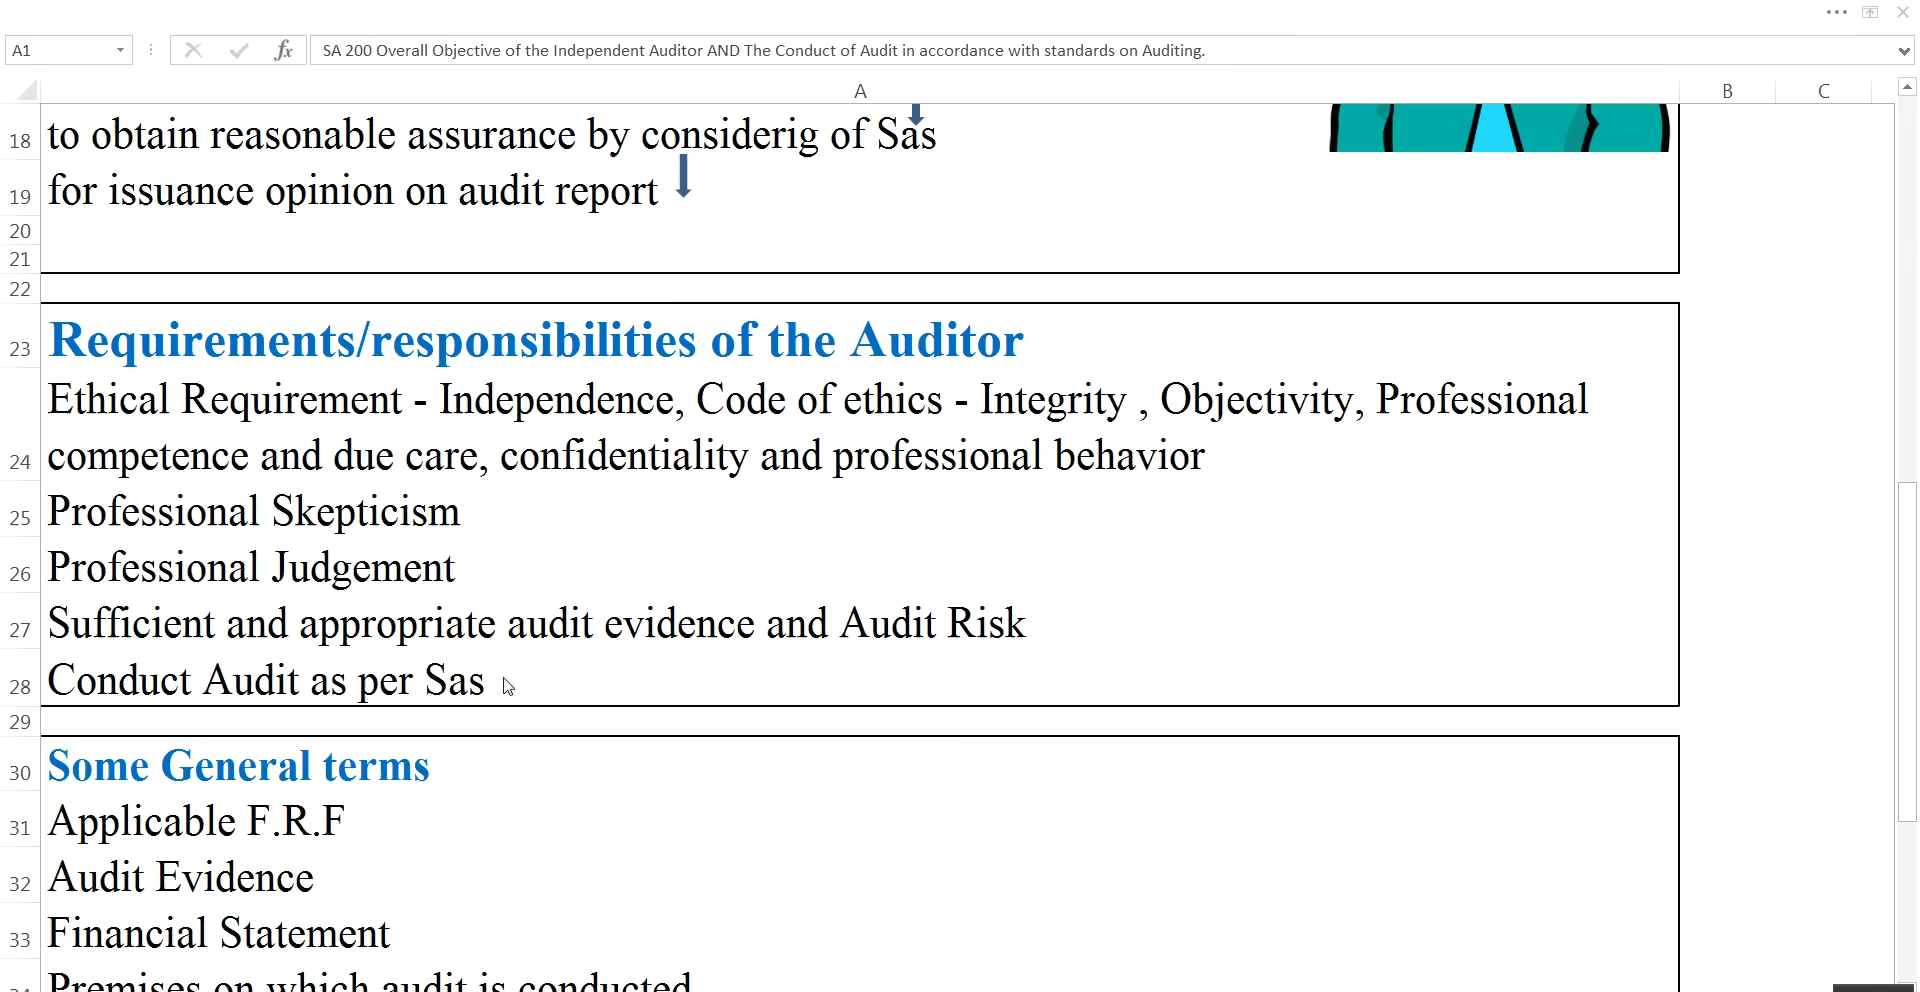 A1
fx
SA 200 Overall Objective of the Independent Auditor AND The Conduct of Audit in accordance with standards on Auditing.
A B C
18 to obtain reasonable assurance by considerig of Sas
19 for issuance opinion on audit report
20
21
22
23 Requirements/responsibilities of the Auditor
Ethical Requirement - Independence, Code of ethics - Integrity , Objectivity, Professional
24 competence and due care, confidentiality and professional behavior
25 Professional Skepticism
26 Professional Judgement
27 Sufficient and appropriate audit evidence and Audit Risk
28 Conduct Audit as per Sas
29
30 Some General terms
31 Applicable F.R.F
32 Audit Evidence
33 Financial Statement
Premises on which audit is conducted